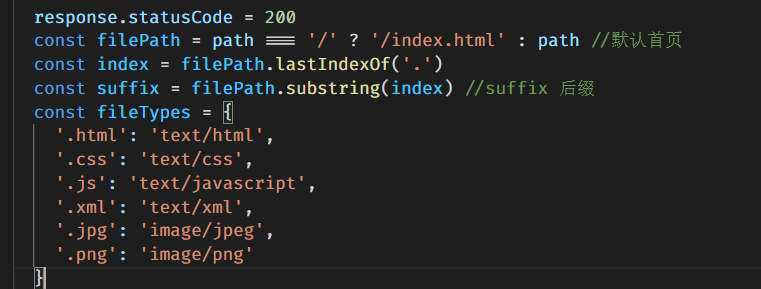 response.statusCode = 200
const filePath = path === '/' ? '/index.html' : path //默认首页
const index = filePath.lastIndexOf('.')
const suffix = filePath.substring(index) //suffix 后缀
const fileTypes = {
  '.html': 'text/html',
  '.css': 'text/css',
  '.js': 'text/javascript',
  '.xml': 'text/xml',
  '.jpg': 'image/jpeg',
  '.png': 'image/png'
}